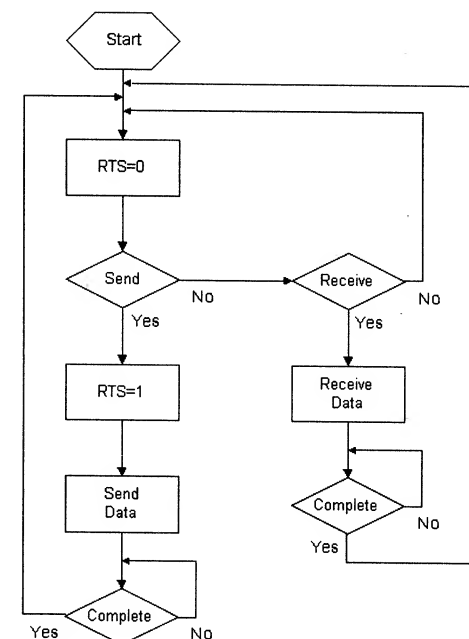 Start
RTS=0
Send
No
Yes
Receive
No
Yes
RTS=1
Receive
Data
Send
Data
Complete
No
Yes
Complete
Yes
No